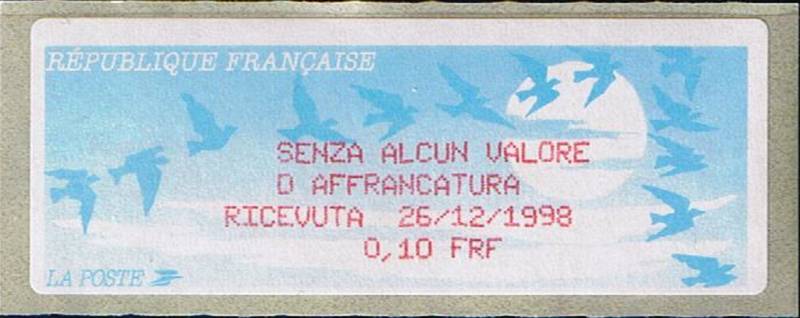 RÉPUBLIQUE FRANÇAISE
SENZA ALCUN VALORE
D AFFRANCATURA
RICEVUTA 26/12/1998
0,10 FRF
LA POSTE